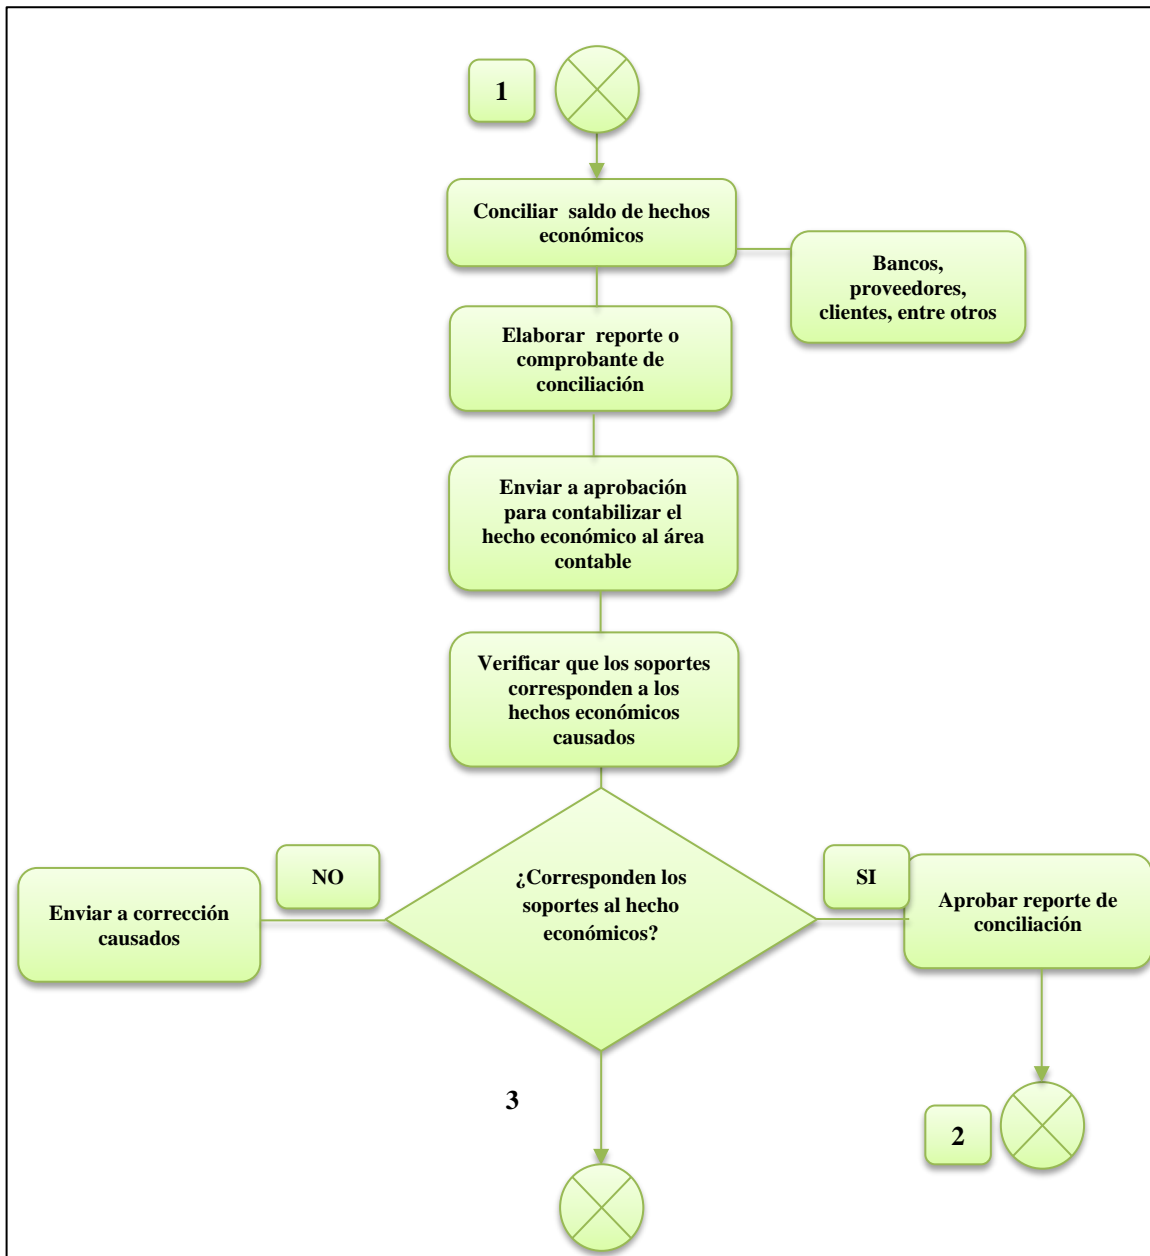 1
Conciliar saldo de hechos
económicos
Bancos,
proveedores,
clientes, entre otros
Elaborar reporte o
comprobante de
conciliación
Enviar a aprobación
para contabilizar el
hecho económico al área
contable
Verificar que los soportes
corresponden a los
hechos económicos
causados
NO
¿Corresponden los
soportes al hecho
económicos?
SI
Enviar a corrección
causados
Aprobar reporte de
conciliación
3
2